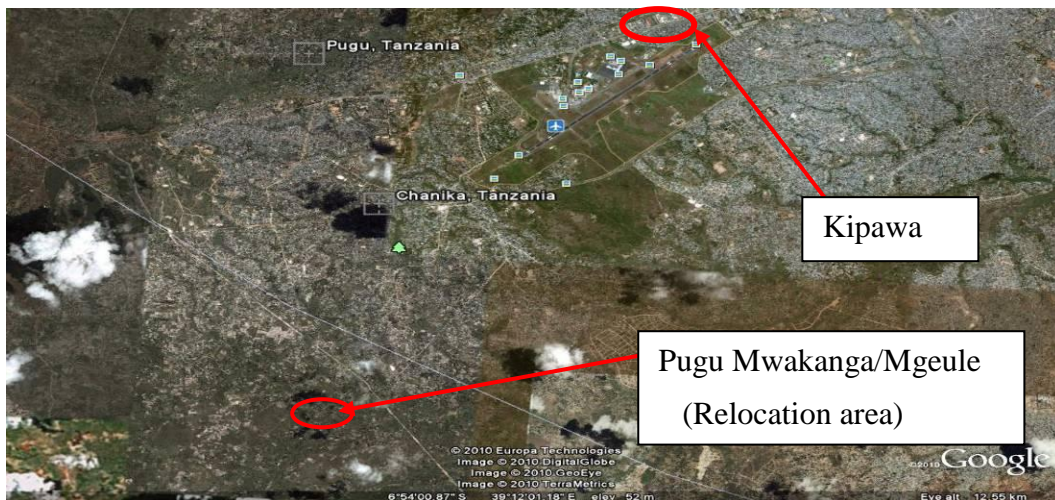 Pugu, Tanzania
Chanika, Tanzania
Kipawa
Pugu Mwakanga/Mgeule
(Relocation area)
© 2010 Europa Technologies
Image © 2010 DigitalGlobe
Image © 2010 GeoEye
Image © 2010 TerraMetrics
©2010 Google
6°54'00.87" S 39°12'01.18" E elev 52 m Eye alt 12.55 km